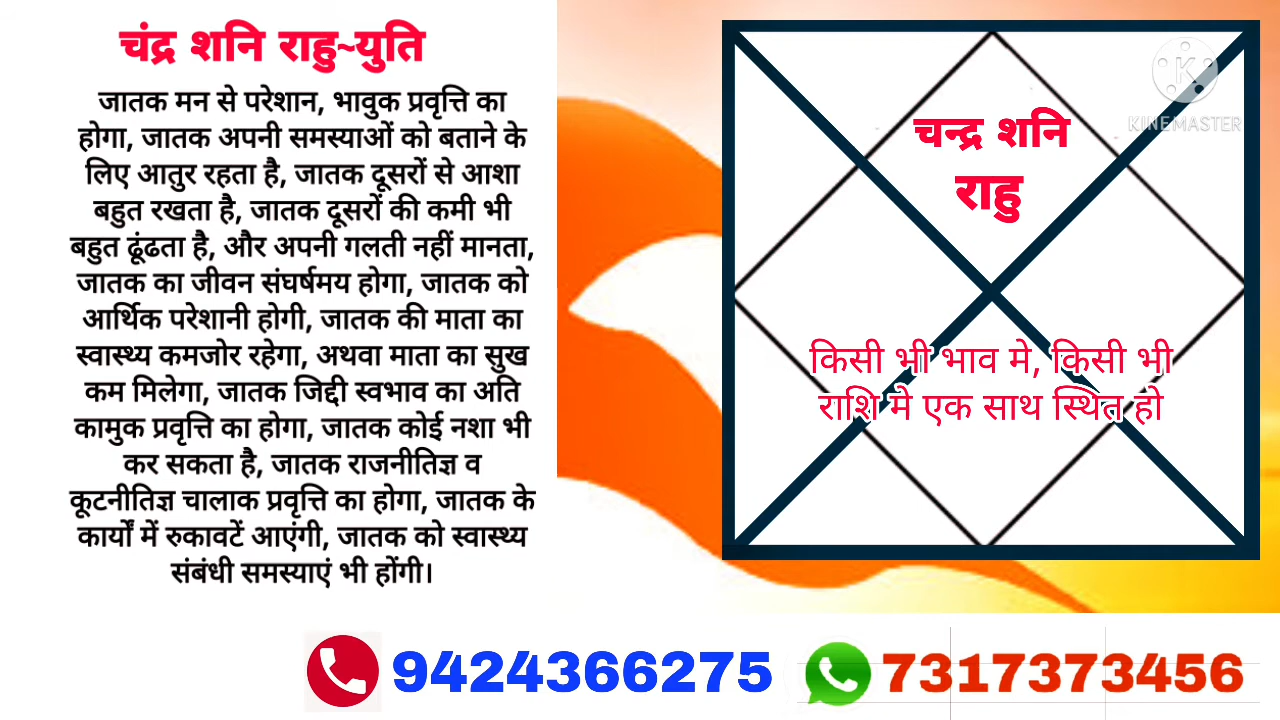 चंद्र शनि राहु~युति
जातक मन से परेशान, भावुक प्रवृत्ति का
होगा, जातक अपनी समस्याओं को बताने के
लिए आतुर रहता है, जातक दूसरों से आशा
बहुत रखता है, जातक दूसरों की कमी भी
बहुत ढूंढता है, और अपनी गलती नहीं मानता,
जातक का जीवन संघर्षमय होगा, जातक को
आर्थिक परेशानी होगी, जातक की माता का
स्वास्थ्य कमजोर रहेगा, अथवा माता का सुख
कम मिलेगा, जातक जिद्दी स्वभाव का अति
कामुक प्रवृत्ति का होगा, जातक कोई नशा भी
कर सकता है, जातक राजनीतिज्ञ व
कूटनीतिज्ञ चालाक प्रवृत्ति का होगा, जातक के
कार्यों में रुकावटें आएंगी, जातक को स्वास्थ्य
संबंधी समस्याएं भी होंगी।
K
KINEMASTER
चन्द्र शनि
राहु
किसी भी भाव मे, किसी भी
राशि मे एक साथ स्थित हो
9424366275
7317373456